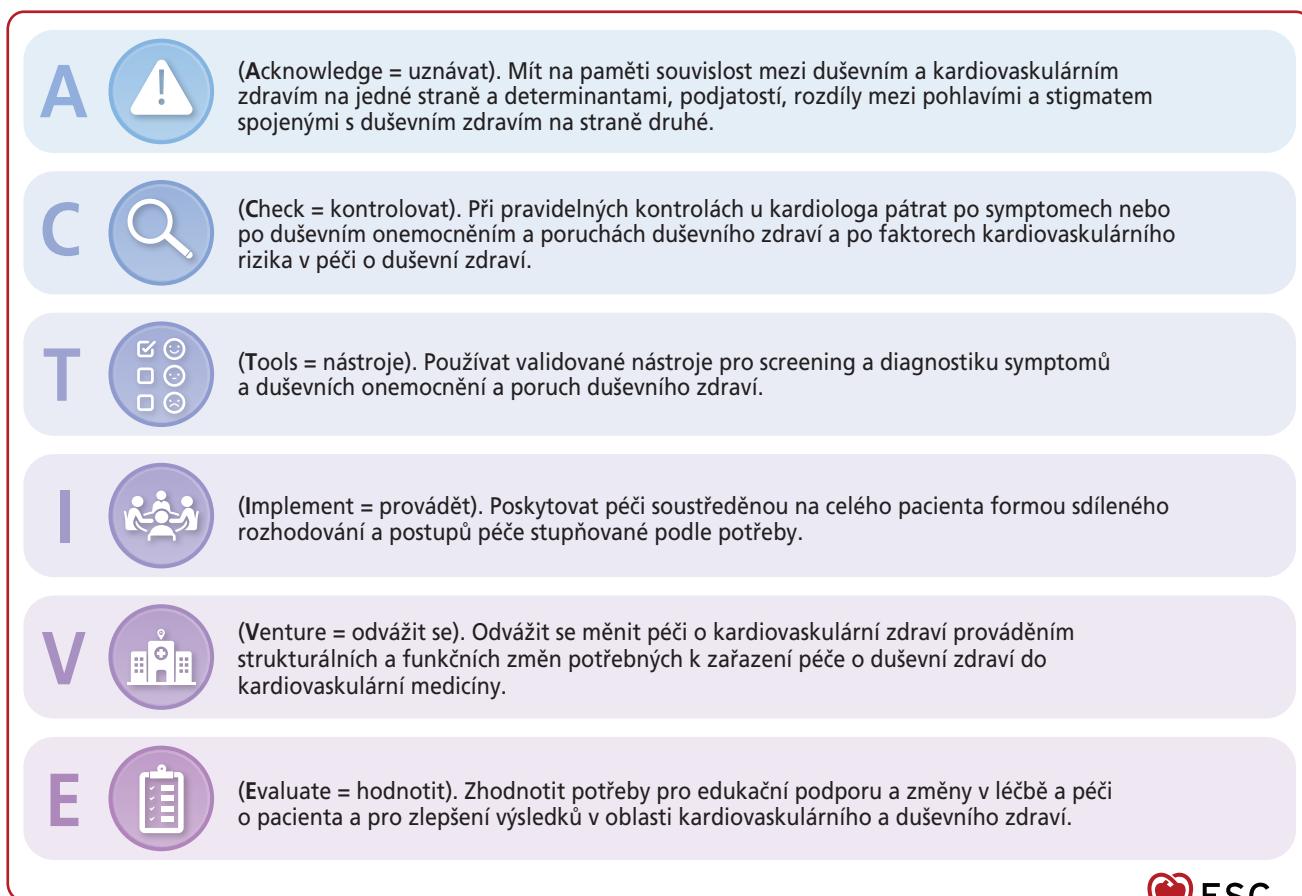 A
(Acknowledge = uznávat). Mít na paměti souvislost mezi duševním a kardiovaskulárním
zdravím na jedné straně a determinantami, podjatostí, rozdíly mezi pohlavími a stigmatem
spojenými s duševním zdravím na straně druhé.
C
(Check = kontrolovat). Při pravidelných kontrolách u kardiologa pátrat po symptomech nebo
po duševním onemocněním a poruchách duševního zdraví a po faktorech kardiovaskulárního
rizika v péči o duševní zdraví.
T
(Tools = nástroje). Používat validované nástroje pro screening a diagnostiku symptomů
a duševních onemocnění a poruch duševního zdraví.
I
(Implement = provádět). Poskytovat péči soustředěnou na celého pacienta formou sdíleného
rozhodování a postupů péče stupňované podle potřeby.
V
(Venture = odvážit se). Odvážit se měnit péči o kardiovaskulární zdraví prováděním
strukturálních a funkčních změn potřebných k zařazení péče o duševní zdraví do
kardiovaskulární medicíny.
E
(Evaluate = hodnotit). Zhodnotit potřeby pro edukační podporu a změny v léčbě a péči
o pacienta a pro zlepšení výsledků v oblasti kardiovaskulárního a duševního zdraví.
ESC